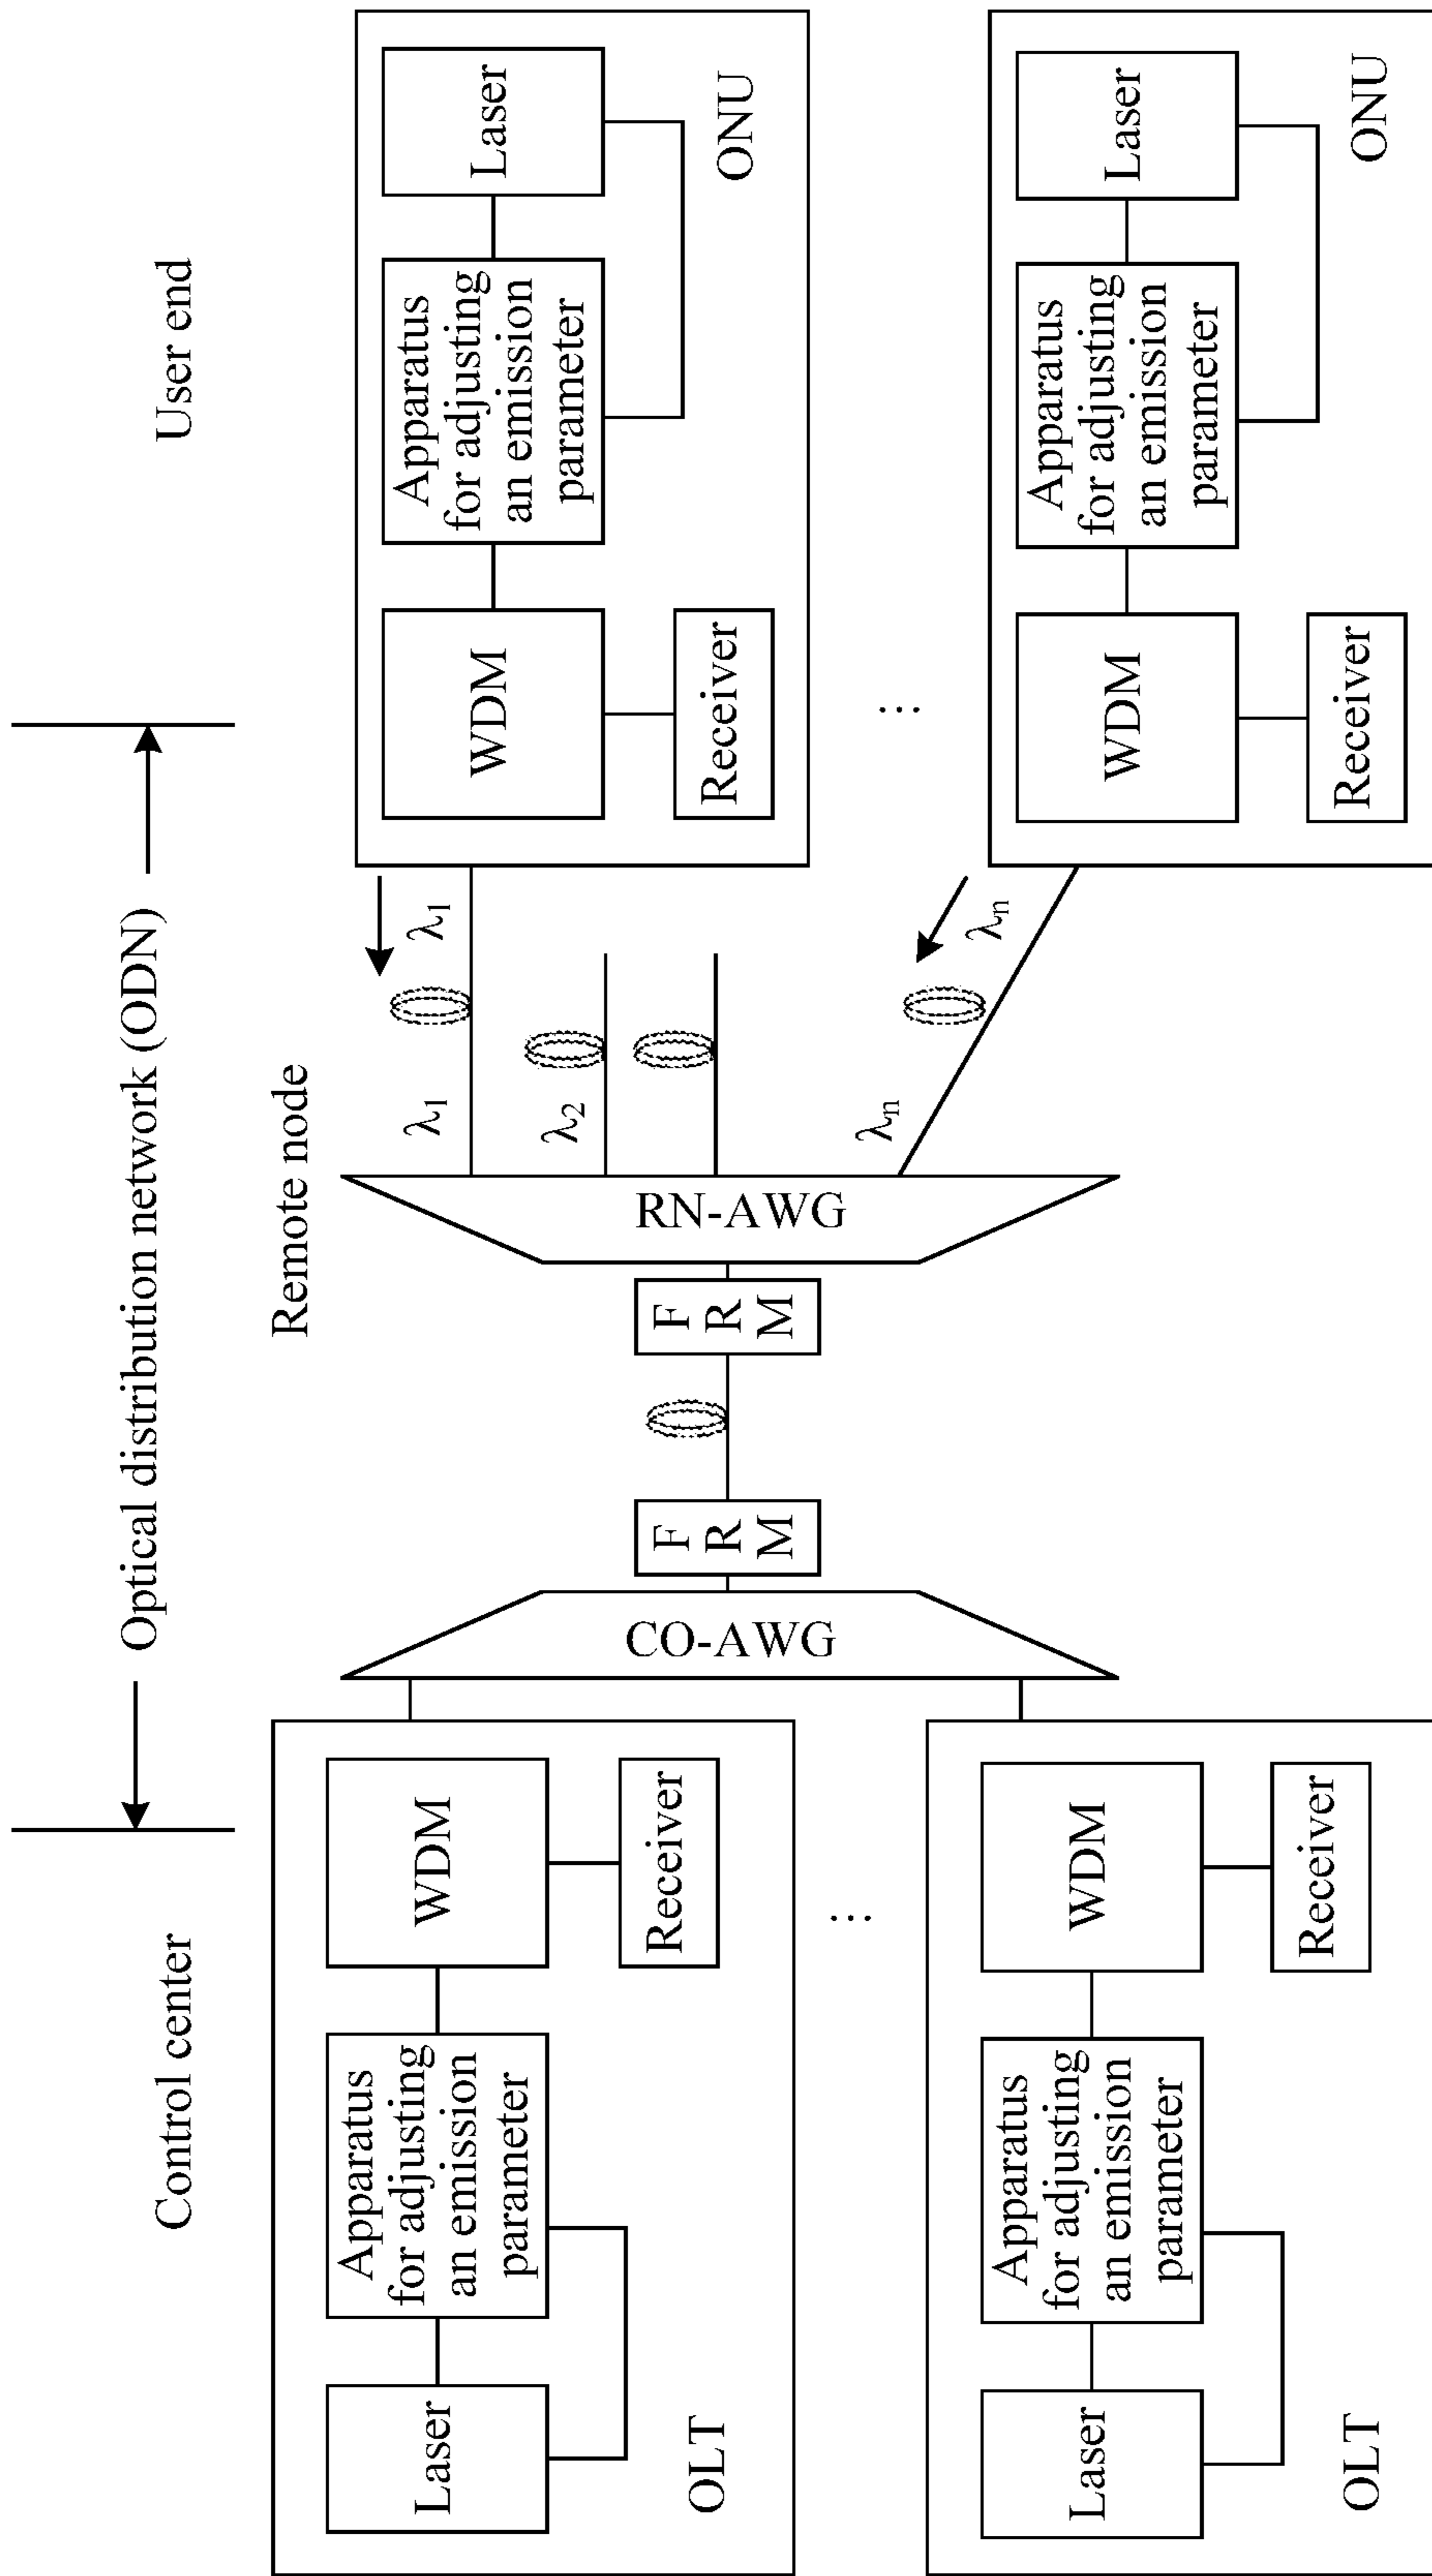 Control center
Optical distribution network (ODN)
User end
Remote node
Laser
Apparatus
for adjusting
an emission
parameter
WDM
Receiver
OLT
...
Laser
Apparatus
for adjusting
an emission
parameter
WDM
Receiver
OLT
CO-AWG
F
R
M
F
R
M
RN-AWG
λ1
λ1
λ2
λn
λn
WDM
Apparatus
for adjusting
an emission
parameter
Laser
Receiver
ONU
...
WDM
Apparatus
for adjusting
an emission
parameter
Laser
Receiver
ONU